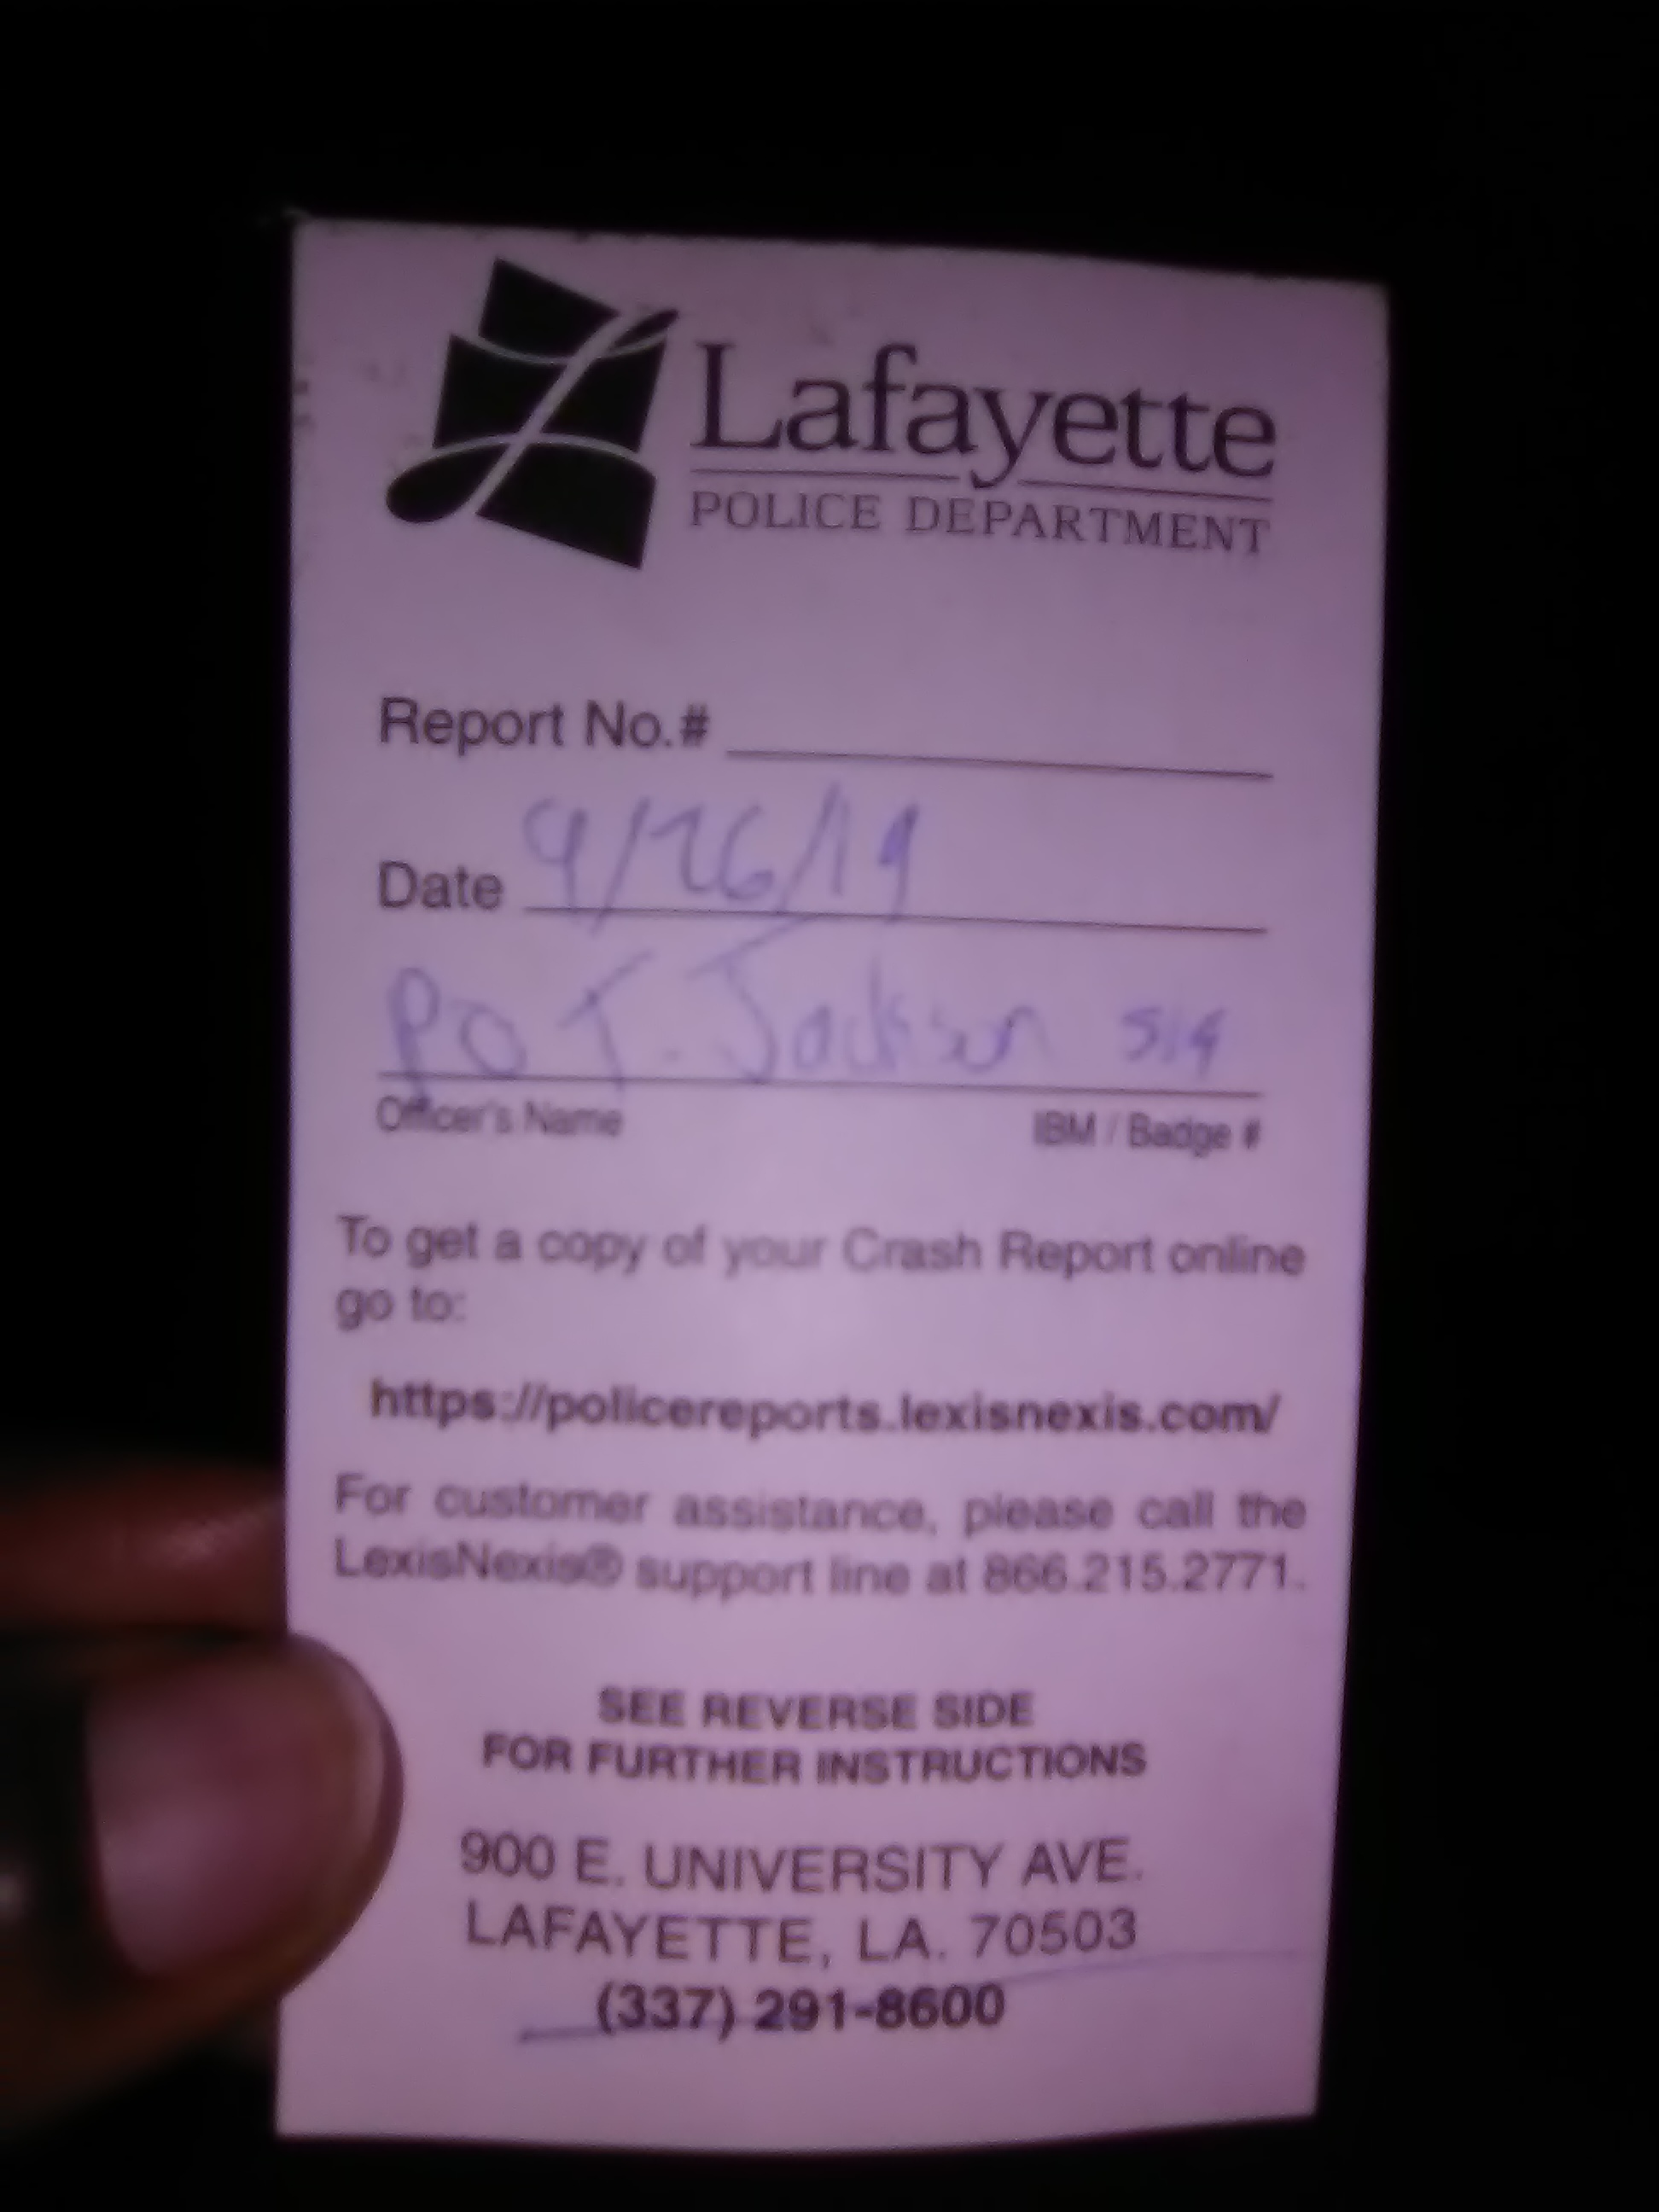 Lafayette
POLICE DEPARTMENT
Report No.#
Date 9/26/19
PO T. Jackson
Officer's Name IBM / Badge #
To get a copy of your Crash Report online
go to:
https://policereports.lexisnexis.com/
For customer assistance, please call the
LexisNexis® support line at 866.215.2771.
SEE REVERSE SIDE
FOR FURTHER INSTRUCTIONS
900 E. UNIVERSITY AVE.
LAFAYETTE, LA. 70503
(337) 291-8600